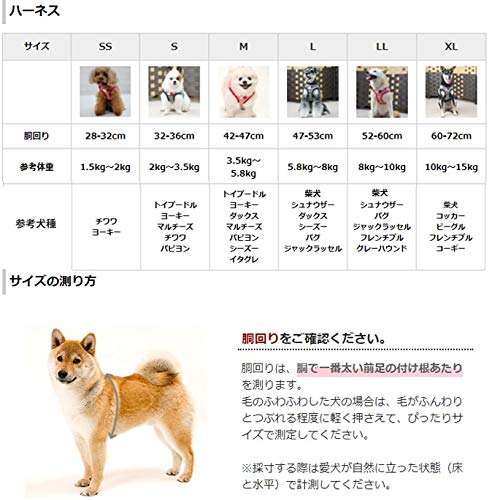 ハーネス
サイズ SS S M L LL XL
胴回り 28-32cm 32-36cm 42-47cm 47-53cm 52-60cm 60-72cm
参考体重 1.5kg～2kg 2kg～3.5kg 3.5kg～5.8kg 5.8kg～8kg 8kg～10kg 10kg～15kg
参考犬種
チワワ
ヨーキー
トイプードル
ヨーキー
マルチーズ
チワワ
パピヨン
トイプードル
ヨーキー
ダックス
マルチーズ
パピヨン
シーズー
イタグレ
柴犬
シュナウザー
ダックス
シーズー
パグ
ジャックラッセル
柴犬
シュナウザー
パグ
ジャックラッセル
フレンチブル
グレーハウンド
柴犬
コッカー
ビーグル
フレンチブル
コーギー
サイズの測り方
胴回りをご確認ください。
胴回りは、胴で一番太い前足の付け根あたり
を測ります。
毛のふわふわした犬の場合は、毛がふんわり
とつぶれる程度に軽く押さえて、ぴったりサ
イズで測定してください。
※採寸する際は愛犬が自然に立った状態（床
と水平）で計測してください。